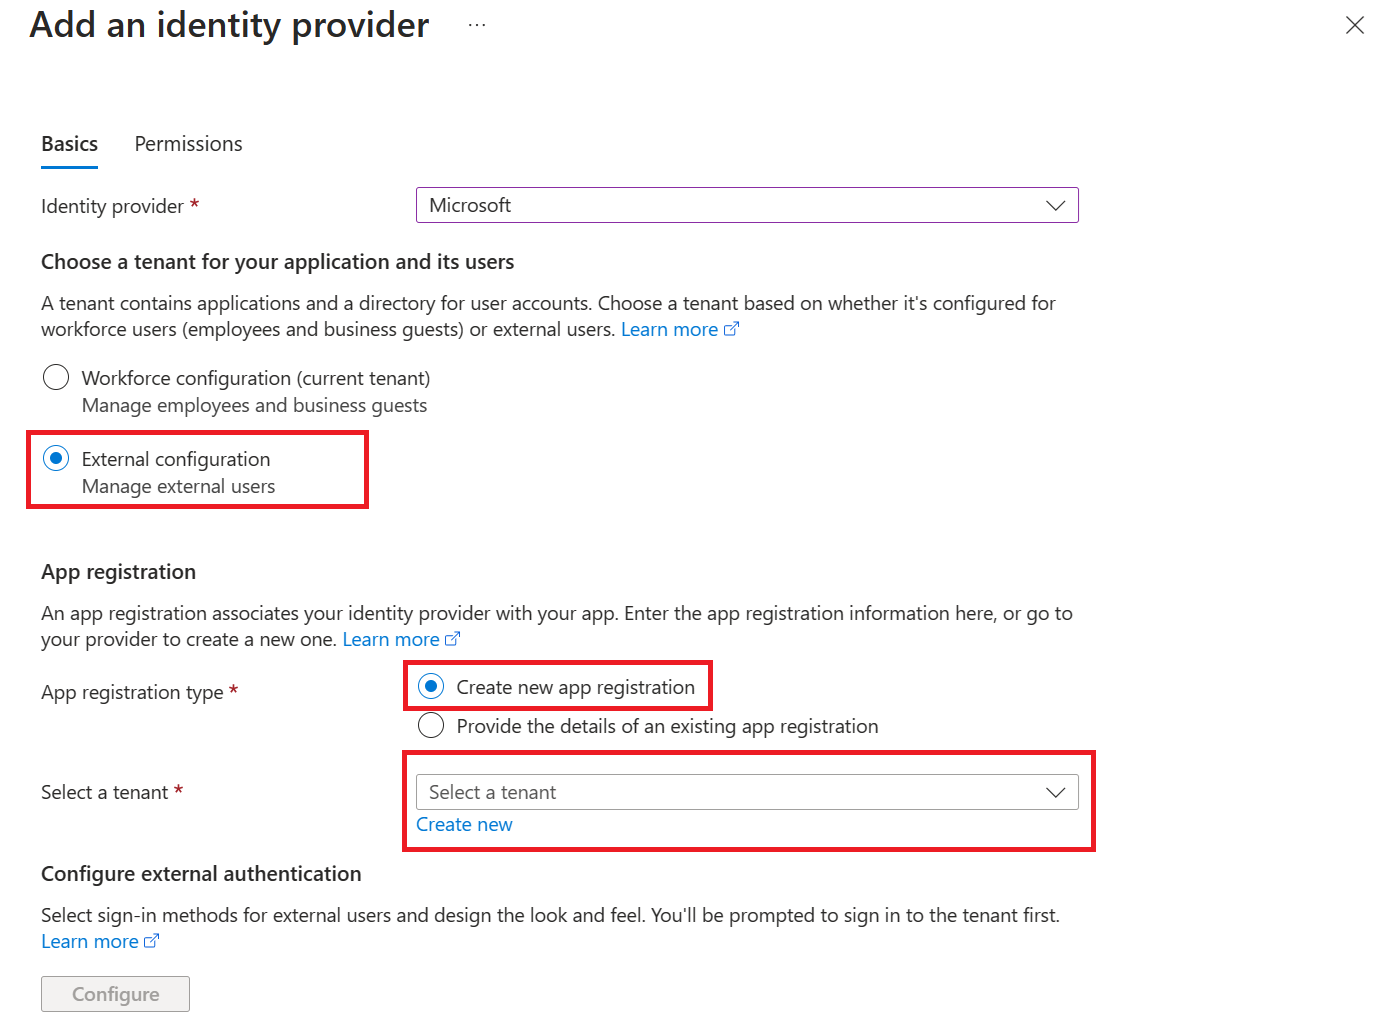 Add an identity provider ...
Basics Permissions
Identity provider * Microsoft
Choose a tenant for your application and its users
A tenant contains applications and a directory for user accounts. Choose a tenant based on whether it's configured for
workforce users (employees and business guests) or external users. Learn more
Workforce configuration (current tenant)
Manage employees and business guests
External configuration
Manage external users
App registration
An app registration associates your identity provider with your app. Enter the app registration information here, or go to
your provider to create a new one. Learn more
App registration type * Create new app registration
Provide the details of an existing app registration
Select a tenant * Select a tenant
Create new
Configure external authentication
Select sign-in methods for external users and design the look and feel. You'll be prompted to sign in to the tenant first.
Learn more
Configure